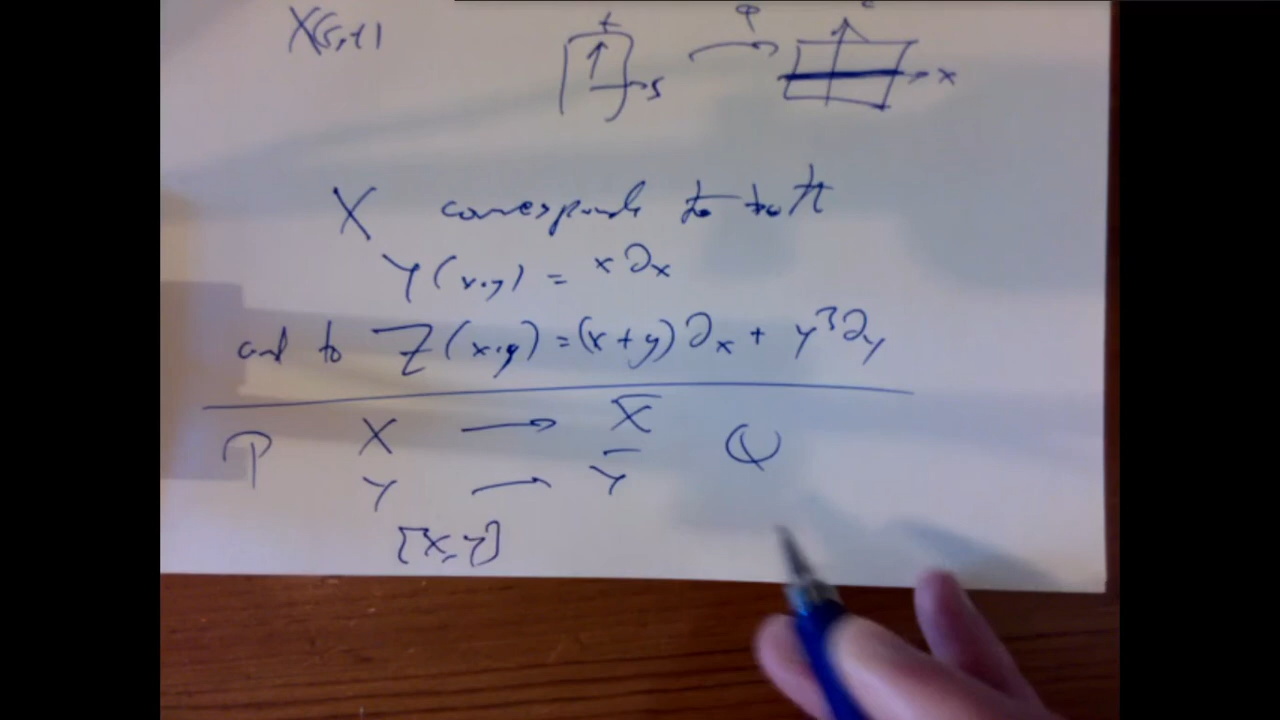 X(s,t)
t
s
φ
x
X corresponds to both
Y(x,y) = x∂x
and to Z(x,y) = (x+y)∂x + y³∂y
P X → X̄ Q
Y → Ȳ
[X,Y]